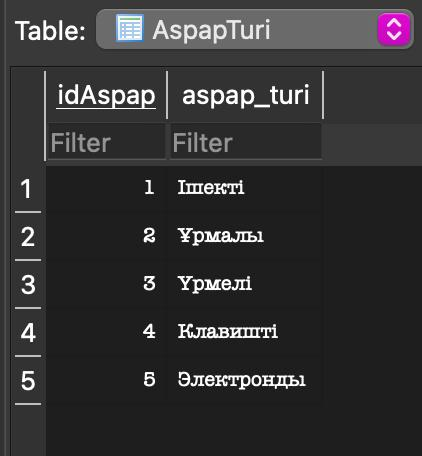 Table: AspapTuri
idAspap aspap_turi
Filter Filter
1 1 Ішекті
2 2 Ұрмалы
3 3 Үрмелі
4 4 Клавишті
5 5 Электронды